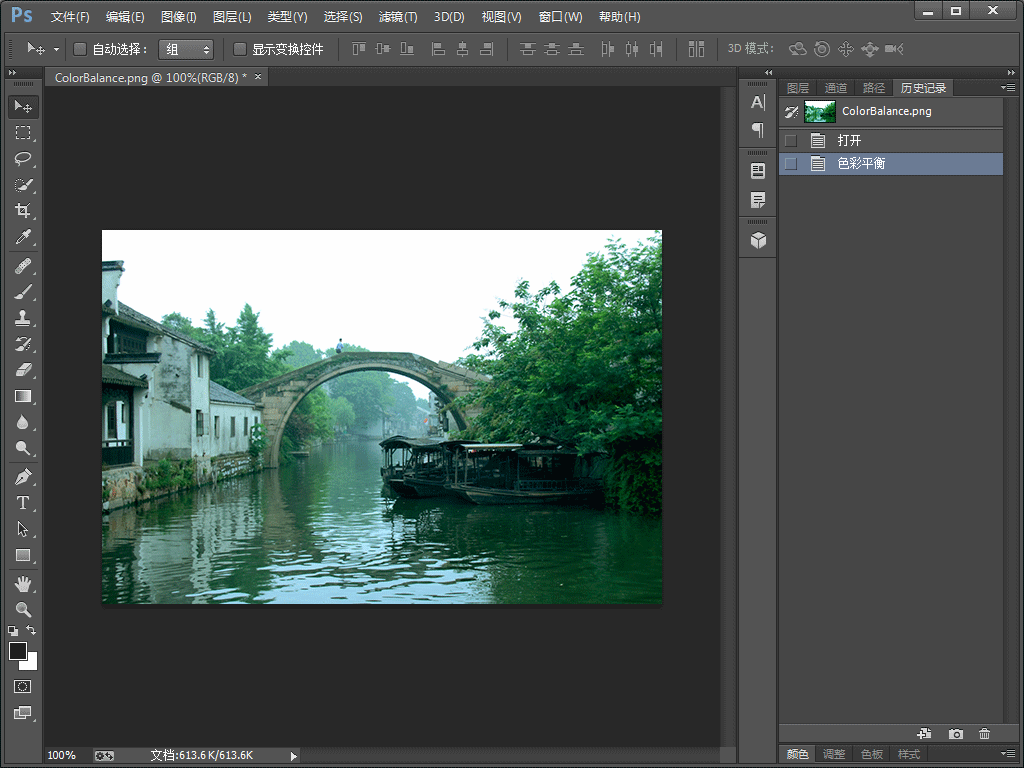 Ps 文件(F) 编辑(E) 图像(I) 图层(L) 类型(Y) 选择(S) 滤镜(T) 3D(D) 视图(V) 窗口(W) 帮助(H)
自动选择： 组 显示变换控件 3D 模式：
ColorBalance.png @ 100%(RGB/8) * ×
图层 通道 路径 历史记录
ColorBalance.png
打开
色彩平衡
A
T
100% 文档:613.6K/613.6K
颜色 调整 色板 样式